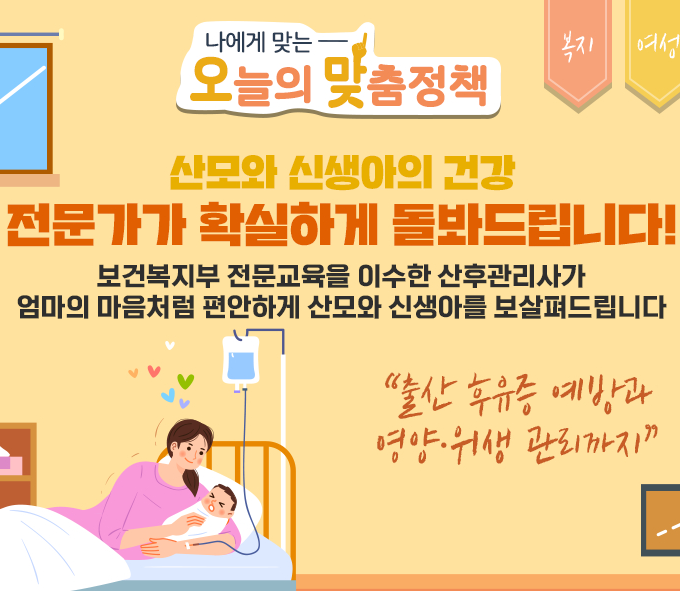 나에게 맞는
오늘의 맞춤정책
복지
여성
산모와 신생아의 건강
전문가가 확실하게 돌봐드립니다!
보건복지부 전문교육을 이수한 산후관리사가
엄마의 마음처럼 편안하게 산모와 신생아를 보살펴드립니다
“출산 후유증 예방과
영양·위생 관리까지”